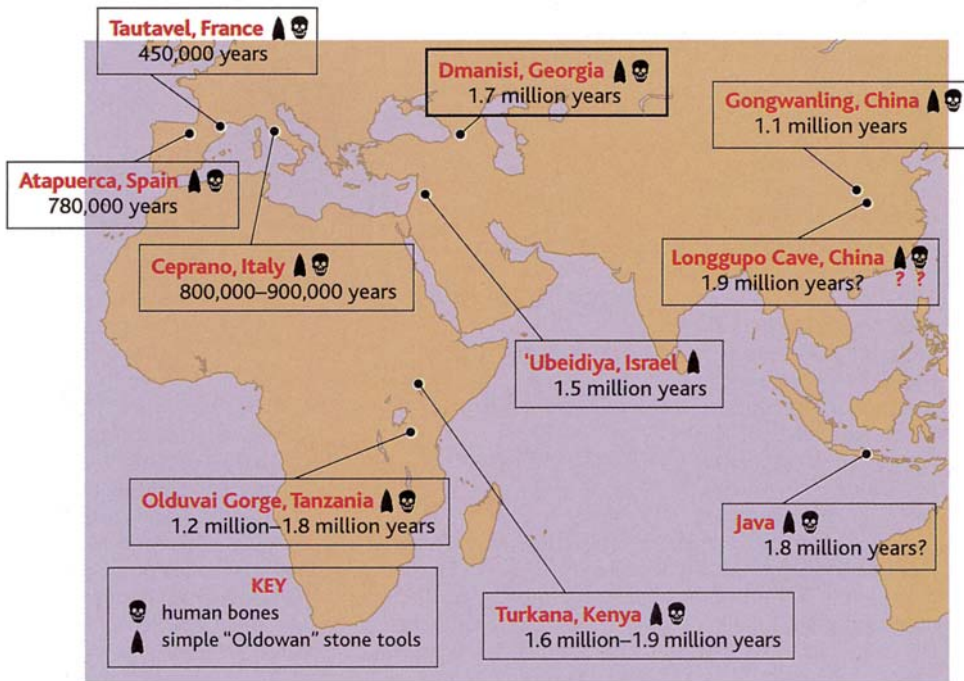 Tautavel, France
450,000 years
Dmanisi, Georgia
1.7 million years
Gongwanling, China
1.1 million years
Atapuerca, Spain
780,000 years
Ceprano, Italy
800,000–900,000 years
Longgupo Cave, China
1.9 million years?
? ?
'Ubeidiya, Israel
1.5 million years
Olduvai Gorge, Tanzania
1.2 million–1.8 million years
Java
1.8 million years?
KEY
human bones
simple "Oldowan" stone tools
Turkana, Kenya
1.6 million–1.9 million years